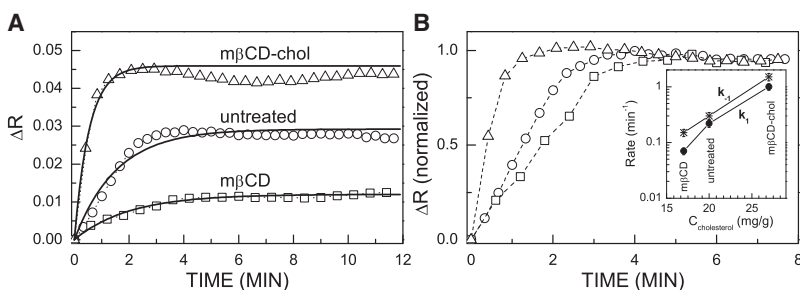 A
0.05
0.04
0.03
0.02
0.01
0.00
ΔR
mβCD-chol
untreated
mβCD
0 2 4 6 8 10 12
TIME (MIN)
B
1.0
0.5
0.0
ΔR (normalized)
0 2 4 6 8
TIME (MIN)
1
0.1
0.01
Rate (min⁻¹)
k₋₁
k₁
mβCD
untreated
mβCD-chol
15 20 25
C cholesterol (mg/g)